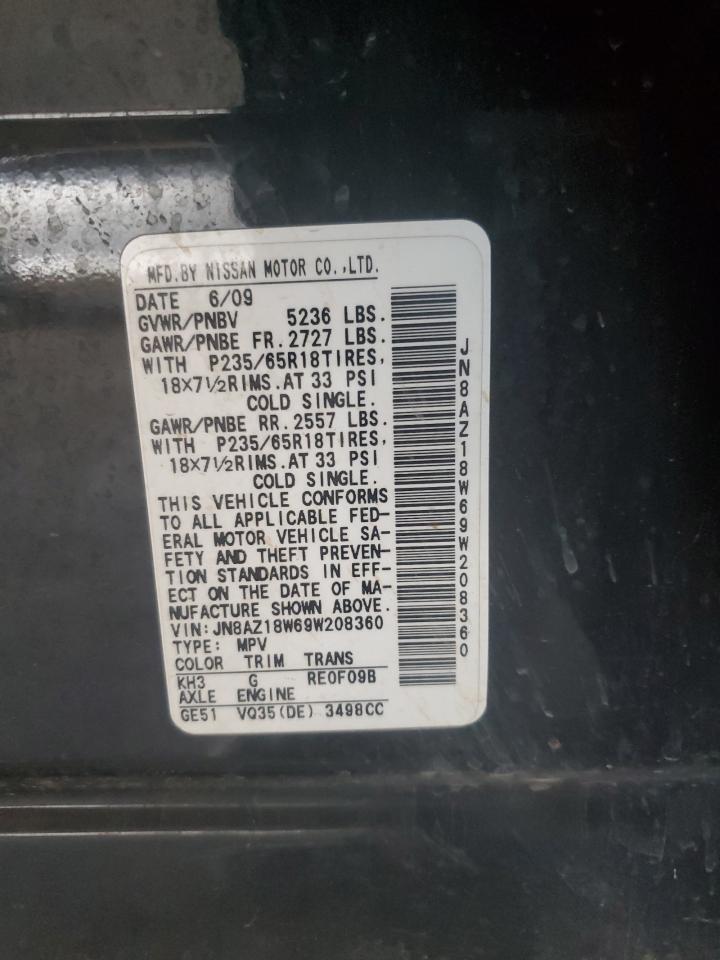 MFD.BY NISSAN MOTOR CO.,LTD.
DATE 6/09
GVWR/PNBV 5236 LBS.
GAWR/PNBE FR.2727 LBS.
WITH P235/65R18TIRES,
18×7½RIMS.AT 33 PSI
COLD SINGLE.
GAWR/PNBE RR.2557 LBS.
WITH P235/65R18TIRES,
18×7½RIMS.AT 33 PSI
COLD SINGLE.
THIS VEHICLE CONFORMS
TO ALL APPLICABLE FED-
ERAL MOTOR VEHICLE SA-
FETY AND THEFT PREVEN-
TION STANDARDS IN EFF-
ECT ON THE DATE OF MA-
NUFACTURE SHOWN ABOVE.
VIN:JN8AZ18W69W208360
TYPE: MPV
COLOR TRIM TRANS
KH3 G RE0F09B
AXLE ENGINE
GE51 VQ35(DE) 3498CC
JN8AZ18W69W208360